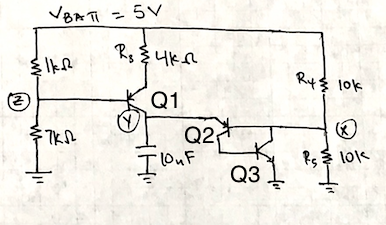 VBATT = 5V
1kΩ
R3
4kΩ
R4
10k
Z
Q1
Y
Q2
X
7kΩ
10uF
Q3
R5
10k